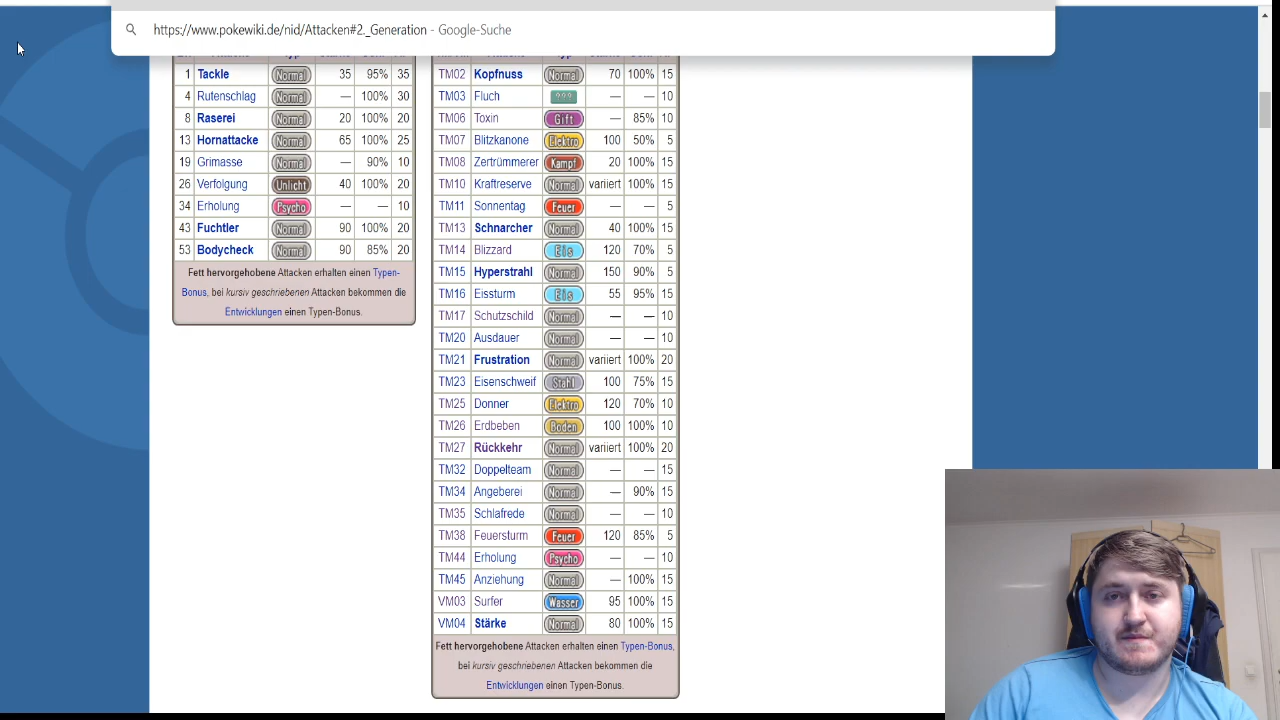 https://www.pokewiki.de/nid/Attacken#2._Generation - Google-Suche
1 Tackle Normal 35 95% 35
4 Rutenschlag Normal — 100% 30
8 Raserei Normal 20 100% 20
13 Hornattacke Normal 65 100% 25
19 Grimasse Normal — 90% 10
26 Verfolgung Unlicht 40 100% 20
34 Erholung Psycho — — 10
43 Fuchtler Normal 90 100% 20
53 Bodycheck Normal 90 85% 20
Fett hervorgehobene Attacken erhalten einen Typen-
Bonus, bei kursiv geschriebenen Attacken bekommen die
Entwicklungen einen Typen-Bonus.
TM02 Kopfnuss Normal 70 100% 15
TM03 Fluch ??? — — 10
TM06 Toxin Gift — 85% 10
TM07 Blitzkanone Elektro 100 50% 5
TM08 Zertrümmerer Kampf 20 100% 15
TM10 Kraftreserve Normal variiert 100% 15
TM11 Sonnentag Feuer — — 5
TM13 Schnarcher Normal 40 100% 15
TM14 Blizzard Eis 120 70% 5
TM15 Hyperstrahl Normal 150 90% 5
TM16 Eissturm Eis 55 95% 15
TM17 Schutzschild Normal — — 10
TM20 Ausdauer Normal — — 10
TM21 Frustration Normal variiert 100% 20
TM23 Eisenschweif Stahl 100 75% 15
TM25 Donner Elektro 120 70% 10
TM26 Erdbeben Boden 100 100% 10
TM27 Rückkehr Normal variiert 100% 20
TM32 Doppelteam Normal — — 15
TM34 Angeberei Normal — 90% 15
TM35 Schlafrede Normal — — 10
TM38 Feuersturm Feuer 120 85% 5
TM44 Erholung Psycho — — 10
TM45 Anziehung Normal — 100% 15
VM03 Surfer Wasser 95 100% 15
VM04 Stärke Normal 80 100% 15
Fett hervorgehobene Attacken erhalten einen Typen-Bonus,
bei kursiv geschriebenen Attacken bekommen die
Entwicklungen einen Typen-Bonus.